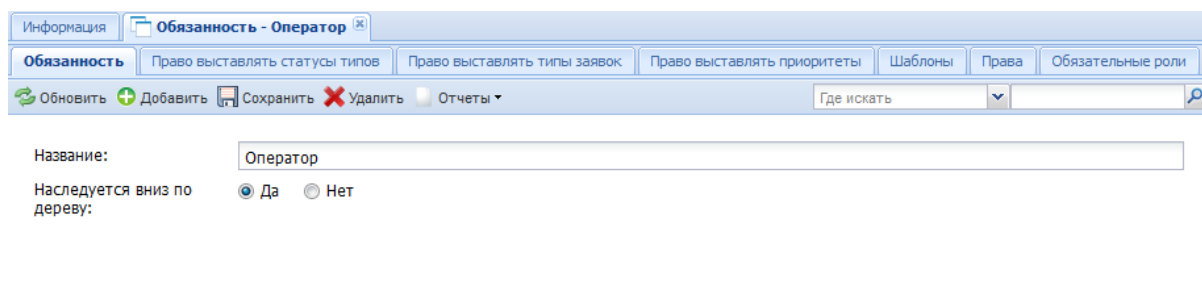 Информация Обязанность - Оператор
Обязанность Право выставлять статусы типов Право выставлять типы заявок Право выставлять приоритеты Шаблоны Права Обязательные роли
Обновить Добавить Сохранить Удалить Отчеты Где искать
Название: Оператор
Наследуется вниз по Да Нет
дереву: